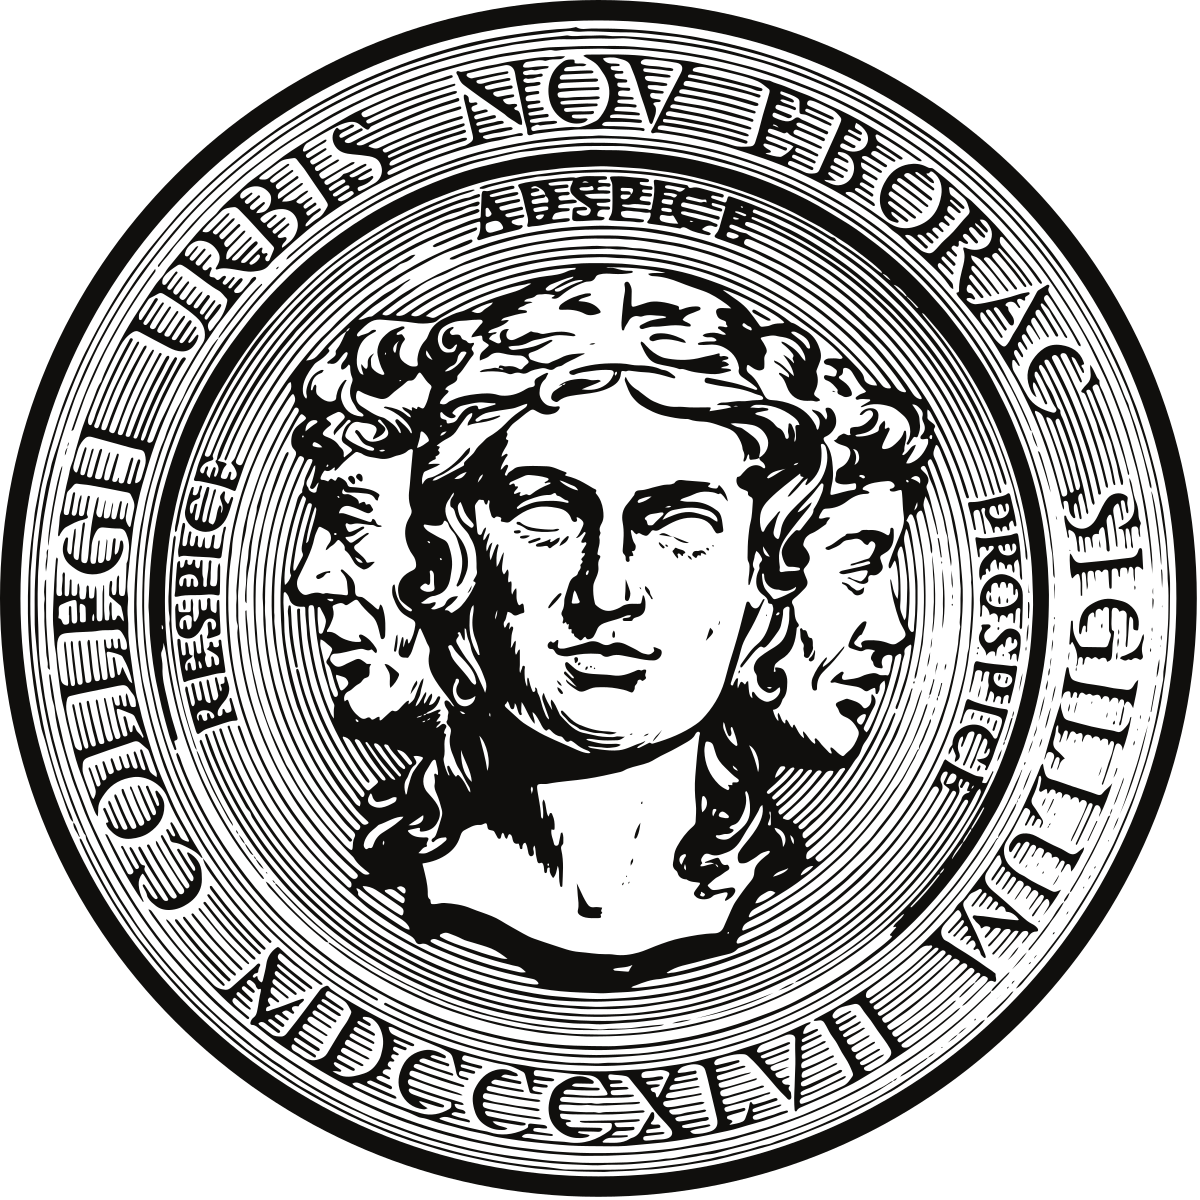 COLLEGII URBIS NOV EBORAC SIGILLUM
MDCCCXLVII
RESPICE
ADSPICE
PROSPICE